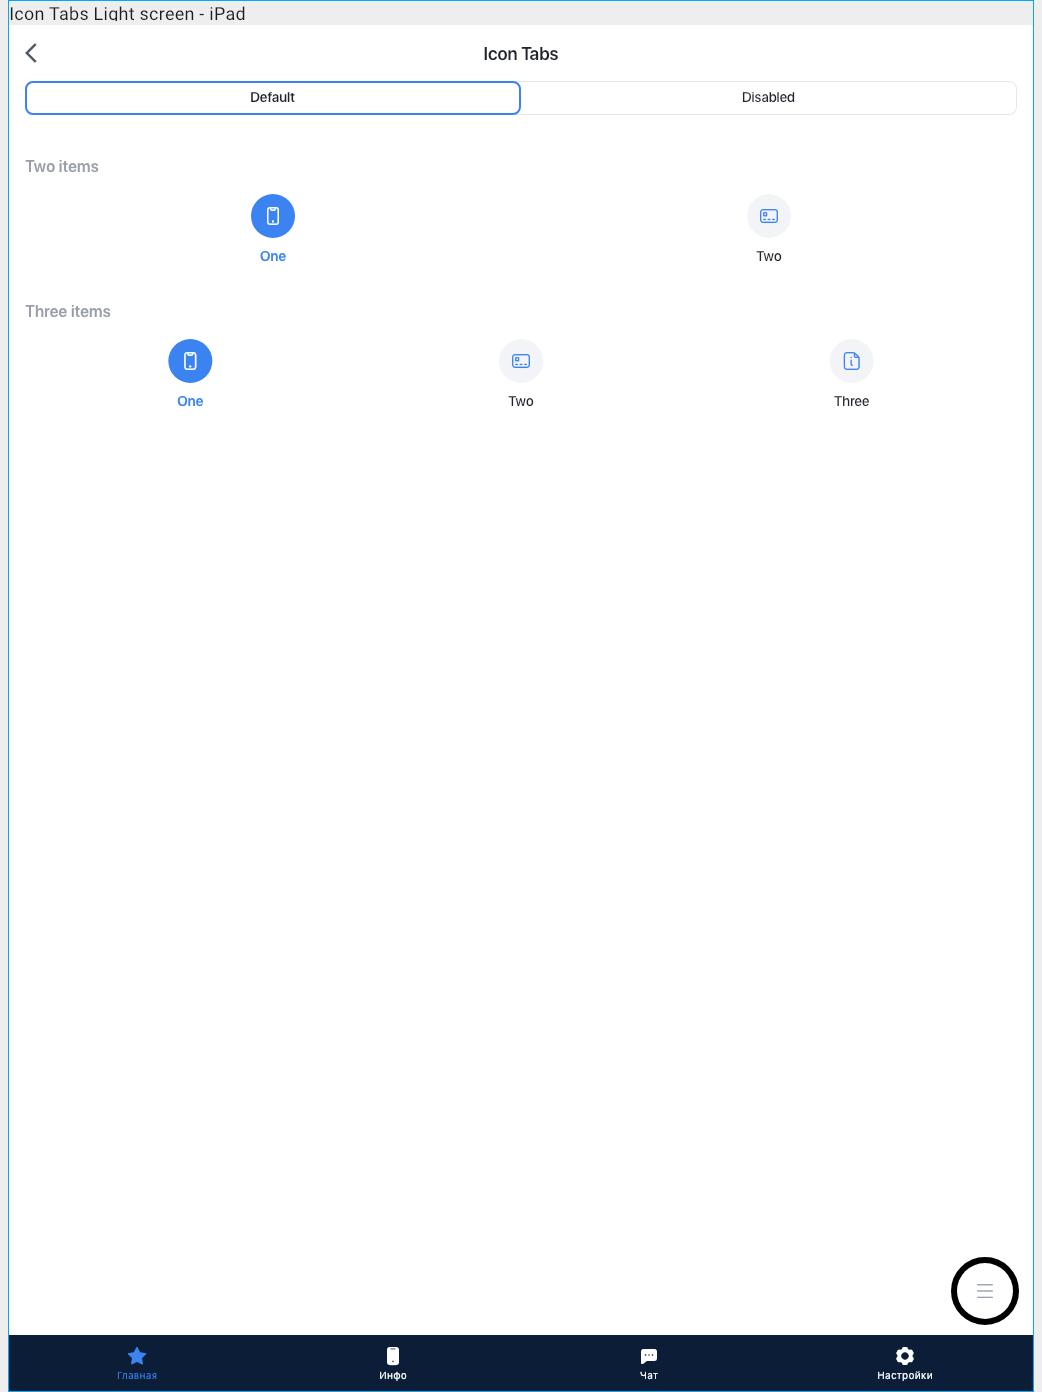 Icon Tabs Light screen - iPad
Icon Tabs
Default Disabled
Two items
One Two
Three items
One Two Three
Главная Инфо Чат Настройки